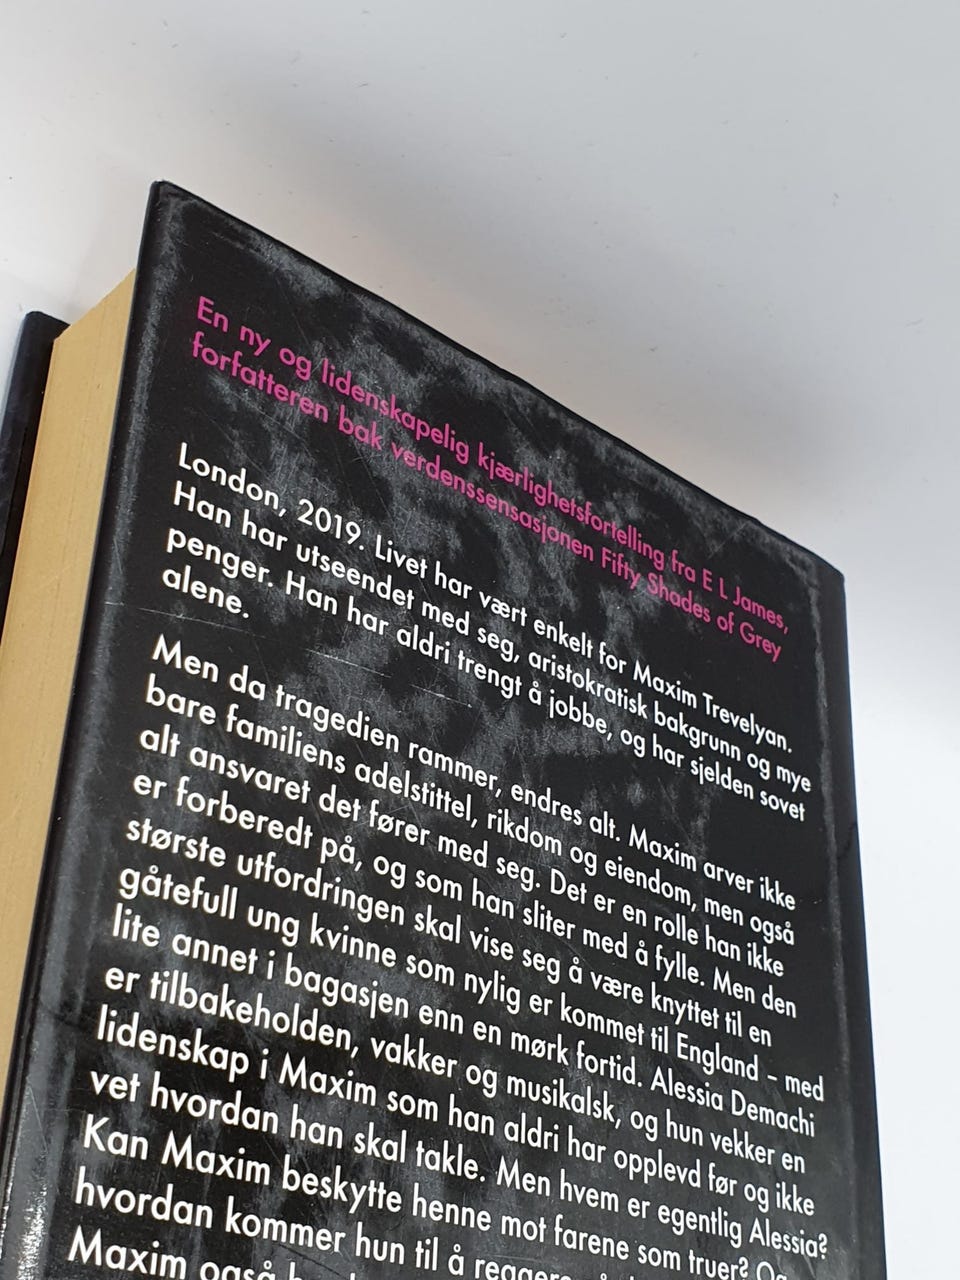 En ny og lidenskapelig kjærlighetsfortelling fra E L James,
forfatteren bak verdenssensasjonen Fifty Shades of Grey
London, 2019. Livet har vært enkelt for Maxim Trevelyan.
Han har utseendet med seg, aristokratisk bakgrunn og mye
penger. Han har aldri trengt å jobbe, og har sjelden sovet
alene.
Men da tragedien rammer, endres alt. Maxim arver ikke
bare familiens adelstittel, rikdom og eiendom, men også
alt ansvaret det fører med seg. Det er en rolle han ikke
er forberedt på, og som han sliter med å fylle. Men den
største utfordringen skal vise seg å være knyttet til en
gåtefull ung kvinne som nylig er kommet til England – med
lite annet i bagasjen enn en mørk fortid. Alessia Demachi
er tilbakeholden, vakker og musikalsk, og hun vekker en
lidenskap i Maxim som han aldri har opplevd før og ikke
vet hvordan han skal takle. Men hvem er egentlig Alessia?
Kan Maxim beskytte henne mot farene som truer? Og
hvordan kommer hun til å reagere
Maxim også